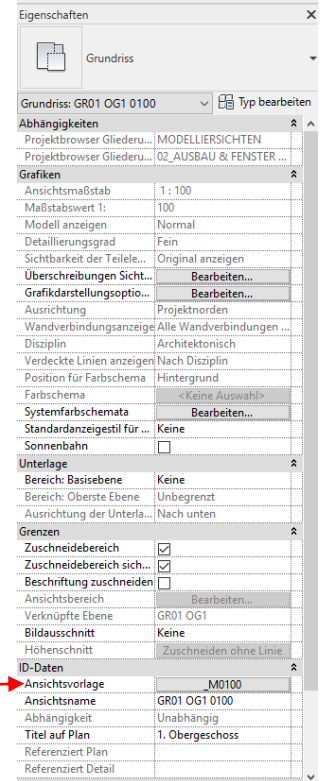 Eigenschaften
Grundriss
Grundriss: GR01 OG1 0100 Typ bearbeiten
Abhängigkeiten
Projektbrowser Gliederu... MODELLIERSICHTEN
Projektbrowser Gliederu... 02_AUSBAU & FENSTER ...
Grafiken
Ansichtsmaßstab 1 : 100
Maßstabswert 1: 100
Modell anzeigen Normal
Detaillierungsgrad Fein
Sichtbarkeit der Teilele... Original anzeigen
Überschreibungen Sicht... Bearbeiten...
Grafikdarstellungsoptio... Bearbeiten...
Ausrichtung Projektnorden
Wandverbindungsanzeige Alle Wandverbindungen ...
Disziplin Architektonisch
Verdeckte Linien anzeigen Nach Disziplin
Position für Farbschema Hintergrund
Farbschema <Keine Auswahl>
Systemfarbschemata Bearbeiten...
Standardanzeigestil für ... Keine
Sonnenbahn
Unterlage
Bereich: Basisebene Keine
Bereich: Oberste Ebene Unbegrenzt
Ausrichtung der Unterla... Nach unten
Grenzen
Zuschneidebereich
Zuschneidebereich sich...
Beschriftung zuschneiden
Ansichtsbereich Bearbeiten...
Verknüpfte Ebene GR01 OG1
Bildausschnitt Keine
Höhenschnitt Zuschneiden ohne Linie
ID-Daten
Ansichtsvorlage _M0100
Ansichtsname GR01 OG1 0100
Abhängigkeit Unabhängig
Titel auf Plan 1. Obergeschoss
Referenziert Plan
Referenziert Detail